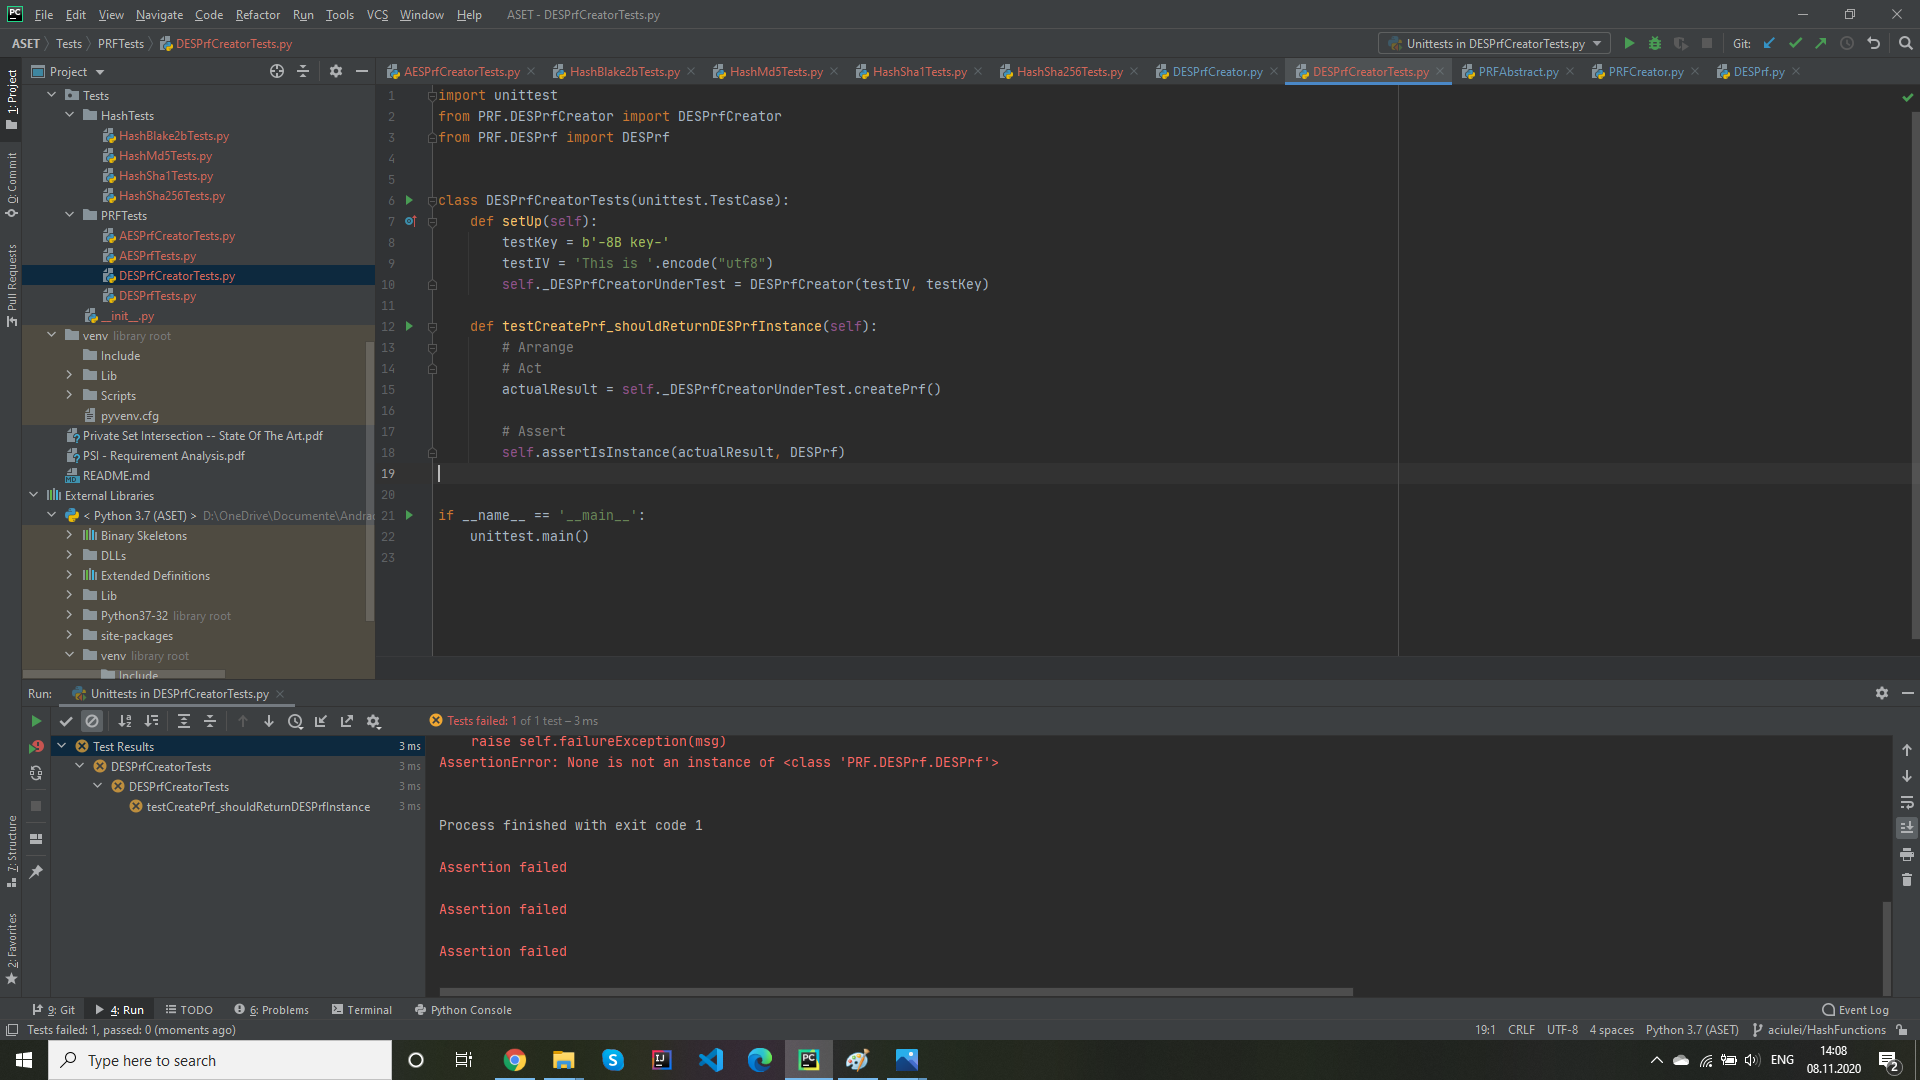 File Edit View Navigate Code Refactor Run Tools VCS Window Help ASET - DESPrfCreatorTests.py
ASET Tests PRFTests DESPrfCreatorTests.py Unittests in DESPrfCreatorTests.py Git:
Project
AESPrfCreatorTests.py HashBlake2bTests.py HashMd5Tests.py HashSha1Tests.py HashSha256Tests.py DESPrfCreator.py DESPrfCreatorTests.py PRFAbstract.py PRFCreator.py DESPrf.py
1: Project
0: Commit
Pull Requests
7: Structure
2: Favorites
Tests
HashTests
HashBlake2bTests.py
HashMd5Tests.py
HashSha1Tests.py
HashSha256Tests.py
PRFTests
AESPrfCreatorTests.py
AESPrfTests.py
DESPrfCreatorTests.py
DESPrfTests.py
__init__.py
venv library root
Include
Lib
Scripts
pyvenv.cfg
Private Set Intersection -- State Of The Art.pdf
PSI - Requirement Analysis.pdf
README.md
External Libraries
< Python 3.7 (ASET) > D:\OneDrive\Documente\Andra
Binary Skeletons
DLLs
Extended Definitions
Lib
Python37-32 library root
site-packages
venv library root
Include
1 import unittest
2 from PRF.DESPrfCreator import DESPrfCreator
3 from PRF.DESPrf import DESPrf
4
5
6 class DESPrfCreatorTests(unittest.TestCase):
7 def setUp(self):
8 testKey = b'-8B key-'
9 testIV = 'This is '.encode("utf8")
10 self._DESPrfCreatorUnderTest = DESPrfCreator(testIV, testKey)
11
12 def testCreatePrf_shouldReturnDESPrfInstance(self):
13 # Arrange
14 # Act
15 actualResult = self._DESPrfCreatorUnderTest.createPrf()
16
17 # Assert
18 self.assertIsInstance(actualResult, DESPrf)
19
20
21 if __name__ == '__main__':
22 unittest.main()
23
Run: Unittests in DESPrfCreatorTests.py
Tests failed: 1 of 1 test – 3 ms
Test Results 3 ms
DESPrfCreatorTests 3 ms
DESPrfCreatorTests 3 ms
testCreatePrf_shouldReturnDESPrfInstance 3 ms
raise self.failureException(msg)
AssertionError: None is not an instance of <class 'PRF.DESPrf.DESPrf'>
Process finished with exit code 1
Assertion failed
Assertion failed
Assertion failed
9: Git 4: Run TODO 6: Problems Terminal Python Console Event Log
Tests failed: 1, passed: 0 (moments ago) 19:1 CRLF UTF-8 4 spaces Python 3.7 (ASET) aciulei/HashFunctions
Type here to search ENG 14:08
08.11.2020 2